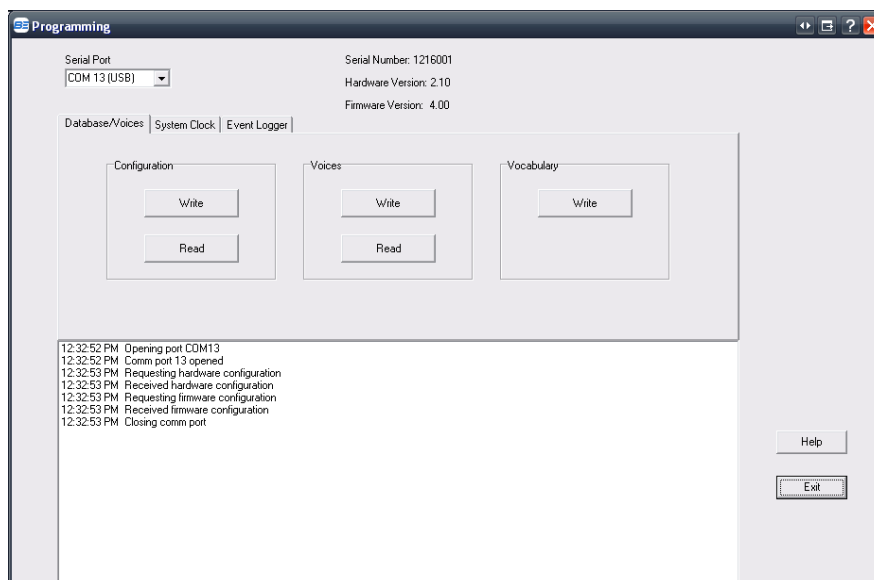 SE Programming
Serial Port
COM 13 (USB)
Serial Number: 1216001
Hardware Version: 2.10
Firmware Version: 4.00
Database/Voices System Clock Event Logger
Configuration
Write
Read
Voices
Write
Read
Vocabulary
Write
12:32:52 PM Opening port COM13
12:32:52 PM Comm port 13 opened
12:32:53 PM Requesting hardware configuration
12:32:53 PM Received hardware configuration
12:32:53 PM Requesting firmware configuration
12:32:53 PM Received firmware configuration
12:32:53 PM Closing comm port
Help
Exit